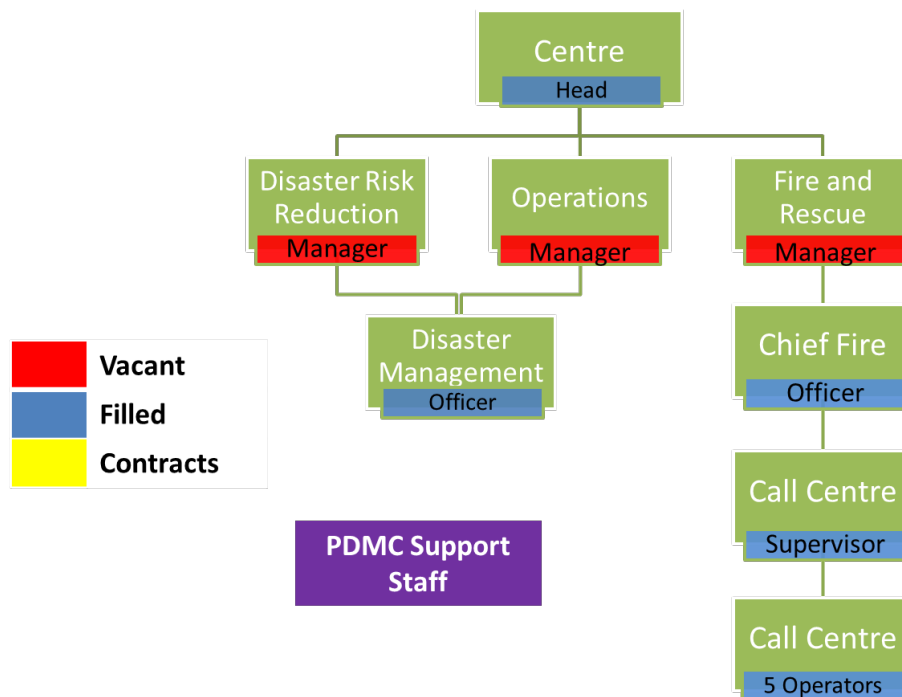 Centre
Head
Disaster Risk
Reduction
Manager
Operations
Manager
Fire and
Rescue
Manager
Disaster
Management
Officer
Chief Fire
Officer
Vacant
Filled
Contracts
Call Centre
Supervisor
PDMC Support
Staff
Call Centre
5 Operators